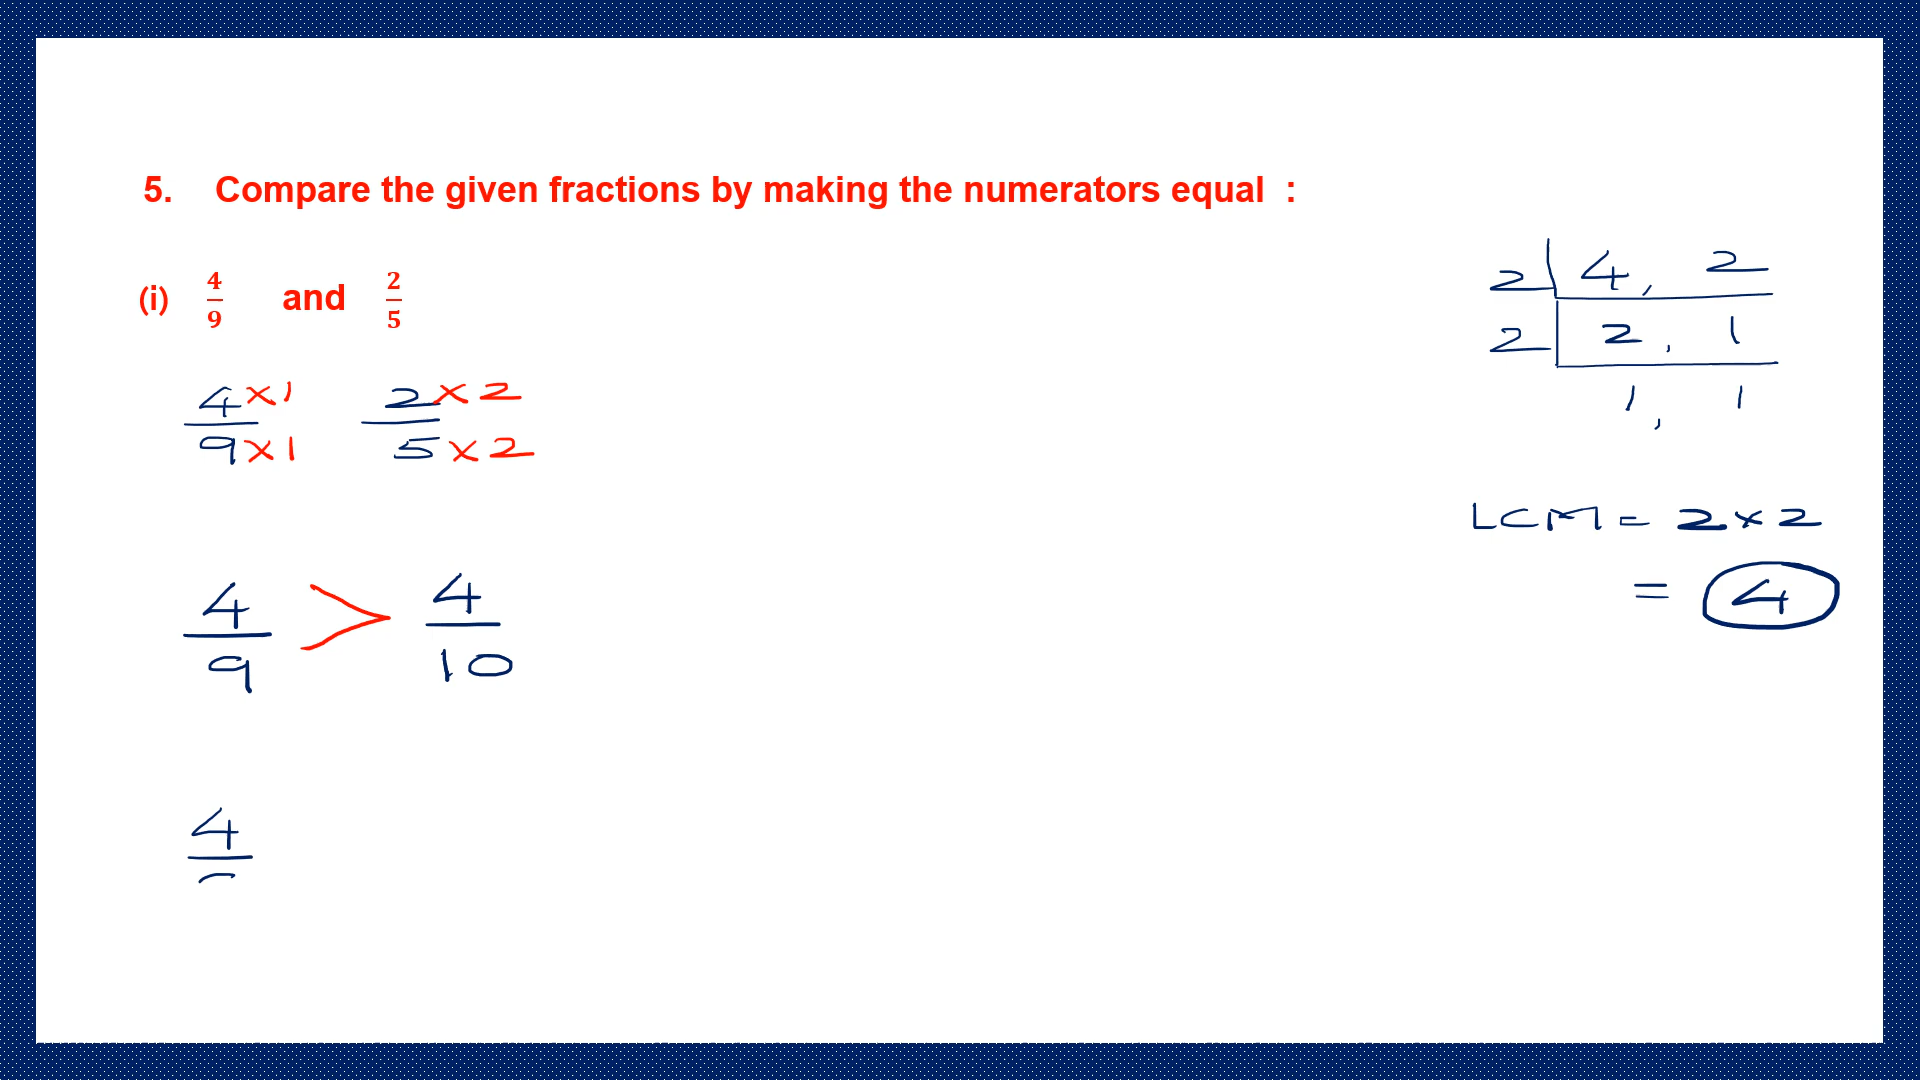 5. Compare the given fractions by making the numerators equal :
(i) 4/9 and 2/5
4×1/9×1 2×2/5×2
4/9 > 4/10
4/
2 | 4, 2
2 | 2, 1
1, 1
LCM = 2×2
= 4